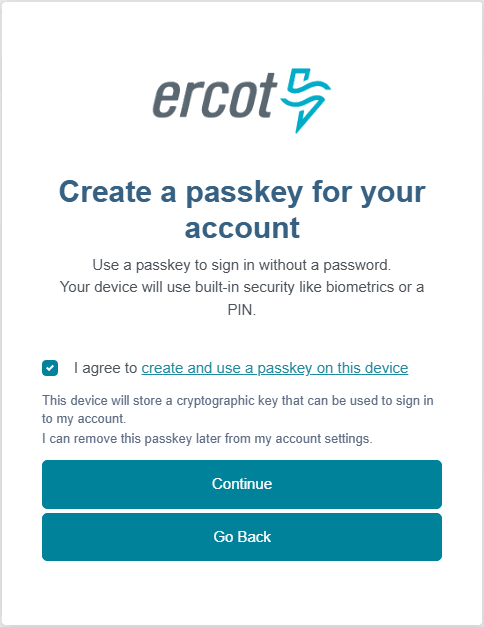 ercot
Create a passkey for your
account
Use a passkey to sign in without a password.
Your device will use built-in security like biometrics or a
PIN.
I agree to create and use a passkey on this device
This device will store a cryptographic key that can be used to sign in
to my account.
I can remove this passkey later from my account settings.
Continue
Go Back